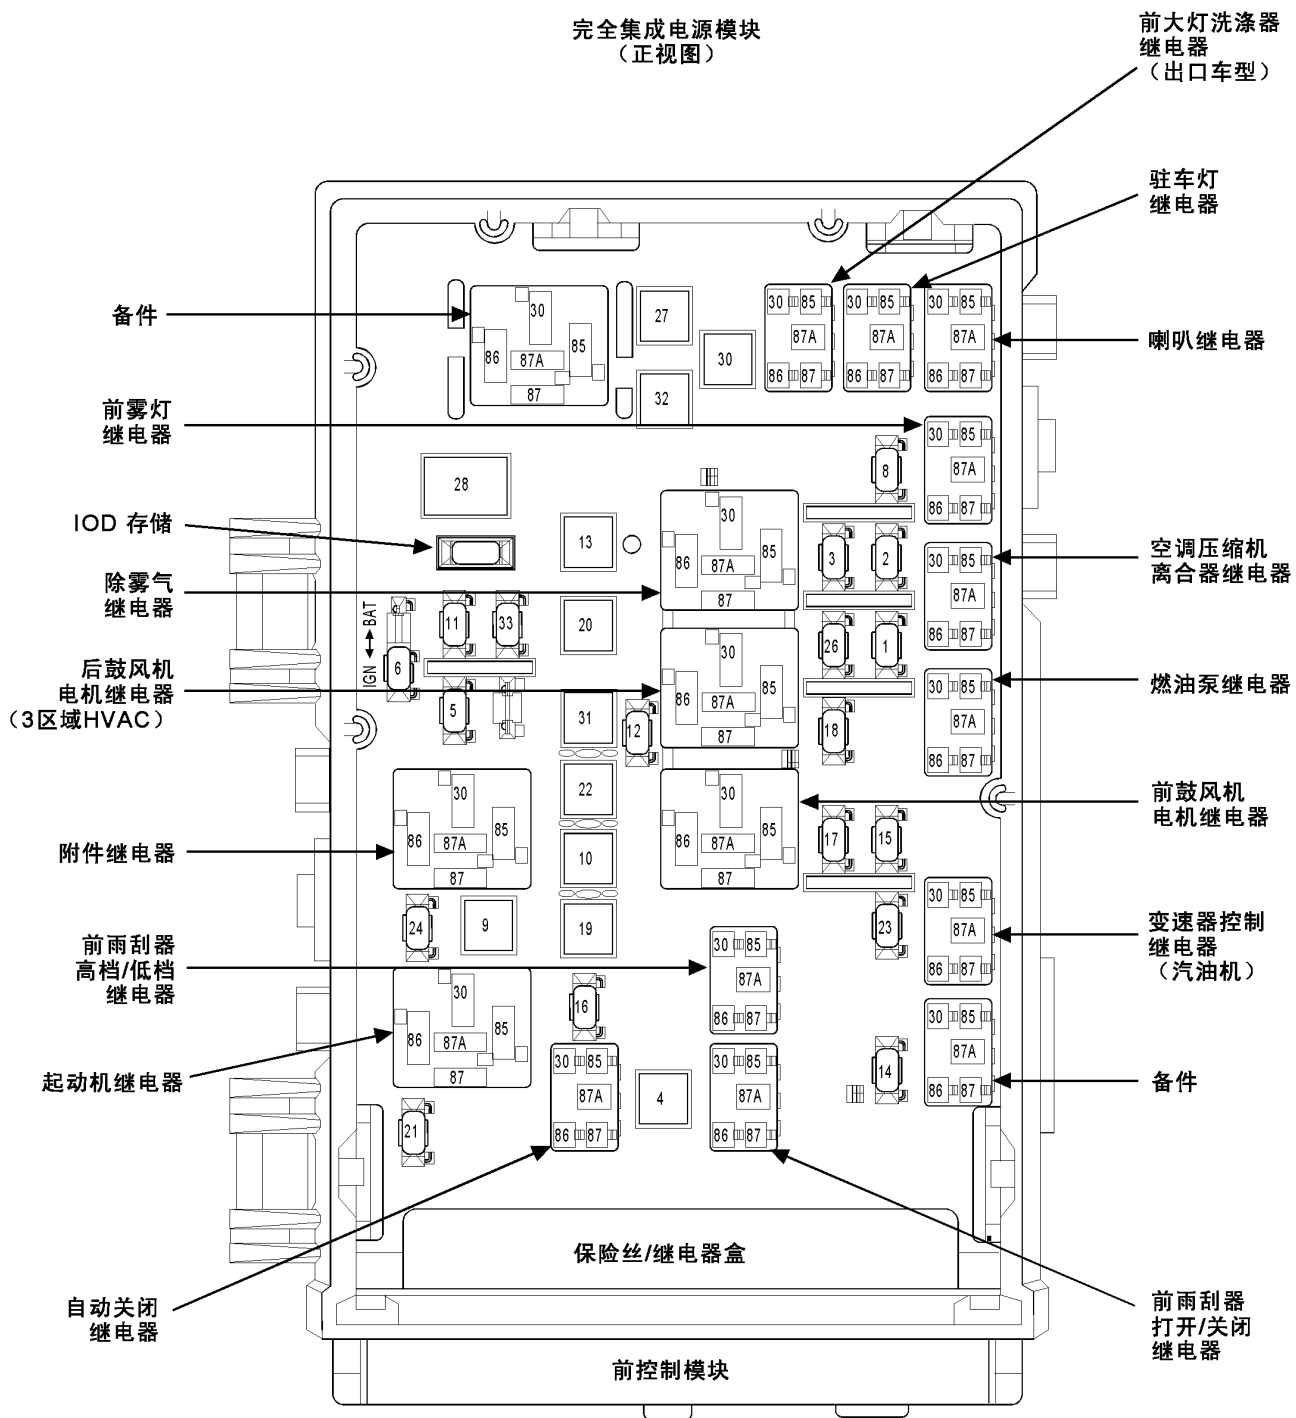 完全集成电源模块
（正视图）
前大灯洗涤器
继电器
（出口车型）
驻车灯
继电器
备件
30
86
85
87A
87
27
30
32
30 85
87A
86 87
30 85
87A
86 87
30 85
87A
86 87
喇叭继电器
前雾灯
继电器
30 85
87A
86 87
8
28
IOD 存储
13
30
86
85
87A
87
3
2
30 85
87A
86 87
空调压缩机
离合器继电器
除雾气
继电器
IGN
BAT
6
11
33
20
26
1
后鼓风机
电机继电器
（3区域HVAC）
5
31
12
30
86
85
87A
87
18
30 85
87A
86 87
燃油泵继电器
22
30
86
85
87A
87
30
86
85
87A
87
前鼓风机
电机继电器
附件继电器
10
17
15
24
9
19
23
30 85
87A
86 87
变速器控制
继电器
（汽油机）
前雨刮器
高档/低档
继电器
30 85
87A
86 87
30
86
85
87A
87
16
起动机继电器
30 85
87A
86 87
4
30 85
87A
86 87
14
30 85
87A
86 87
备件
21
保险丝/继电器盒
自动关闭
继电器
前雨刮器
打开/关闭
继电器
前控制模块